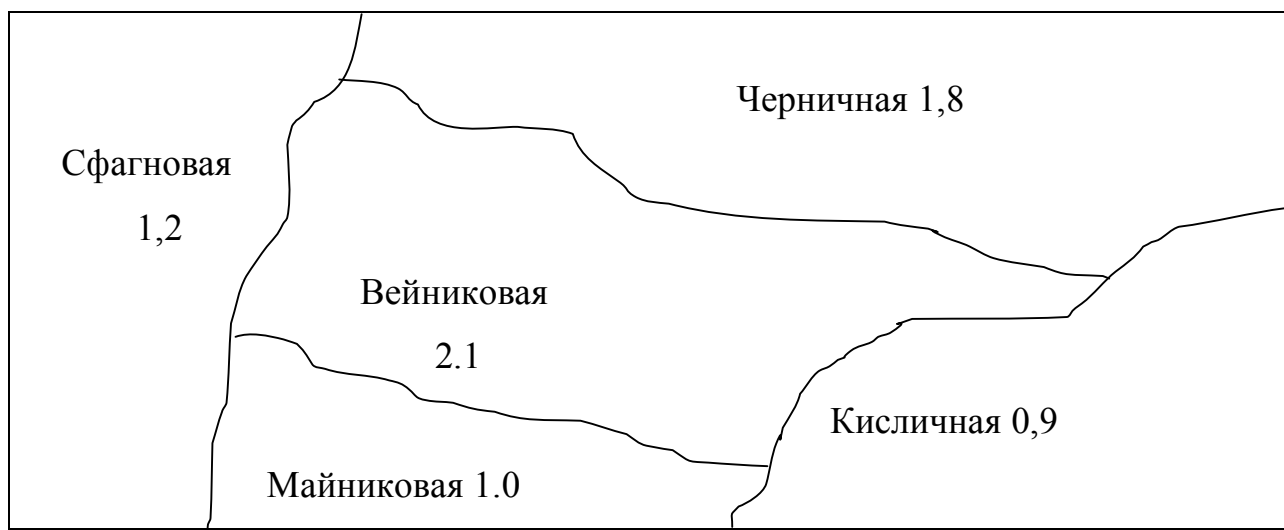 Черничная 1,8
Сфагновая
1,2
Вейниковая
2.1
Кисличная 0,9
Майниковая 1.0